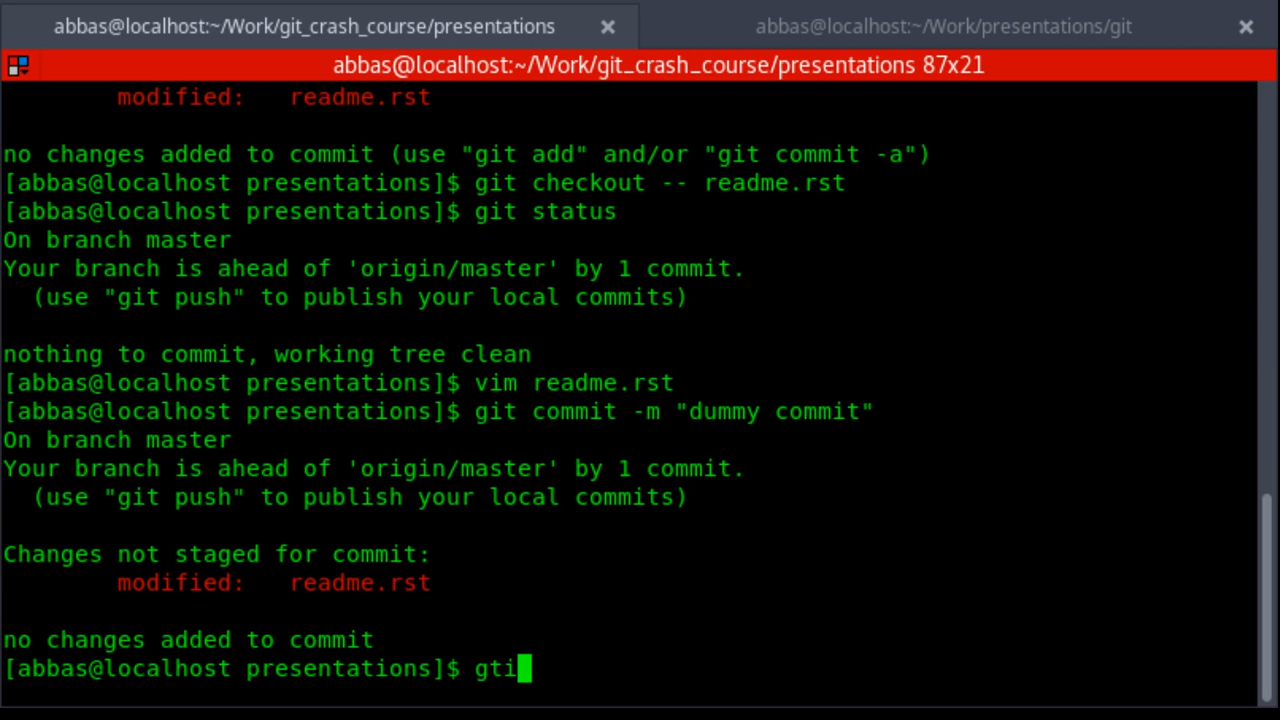 abbas@localhost:~/Work/git_crash_course/presentations
abbas@localhost:~/Work/presentations/git
abbas@localhost:~/Work/git_crash_course/presentations 87x21
modified:   readme.rst
no changes added to commit (use "git add" and/or "git commit -a")
[abbas@localhost presentations]$ git checkout -- readme.rst
[abbas@localhost presentations]$ git status
On branch master
Your branch is ahead of 'origin/master' by 1 commit.
  (use "git push" to publish your local commits)
nothing to commit, working tree clean
[abbas@localhost presentations]$ vim readme.rst
[abbas@localhost presentations]$ git commit -m "dummy commit"
On branch master
Your branch is ahead of 'origin/master' by 1 commit.
  (use "git push" to publish your local commits)
Changes not staged for commit:
modified:   readme.rst
no changes added to commit
[abbas@localhost presentations]$ gti